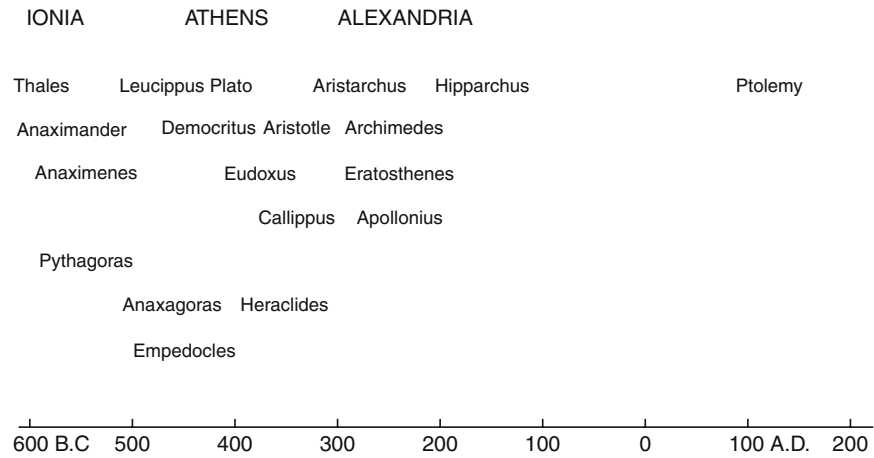 IONIA ATHENS ALEXANDRIA
Thales Leucippus Plato Aristarchus Hipparchus Ptolemy
Anaximander Democritus Aristotle Archimedes
Anaximenes Eudoxus Eratosthenes
Callippus Apollonius
Pythagoras
Anaxagoras Heraclides
Empedocles
600 B.C 500 400 300 200 100 0 100 A.D. 200